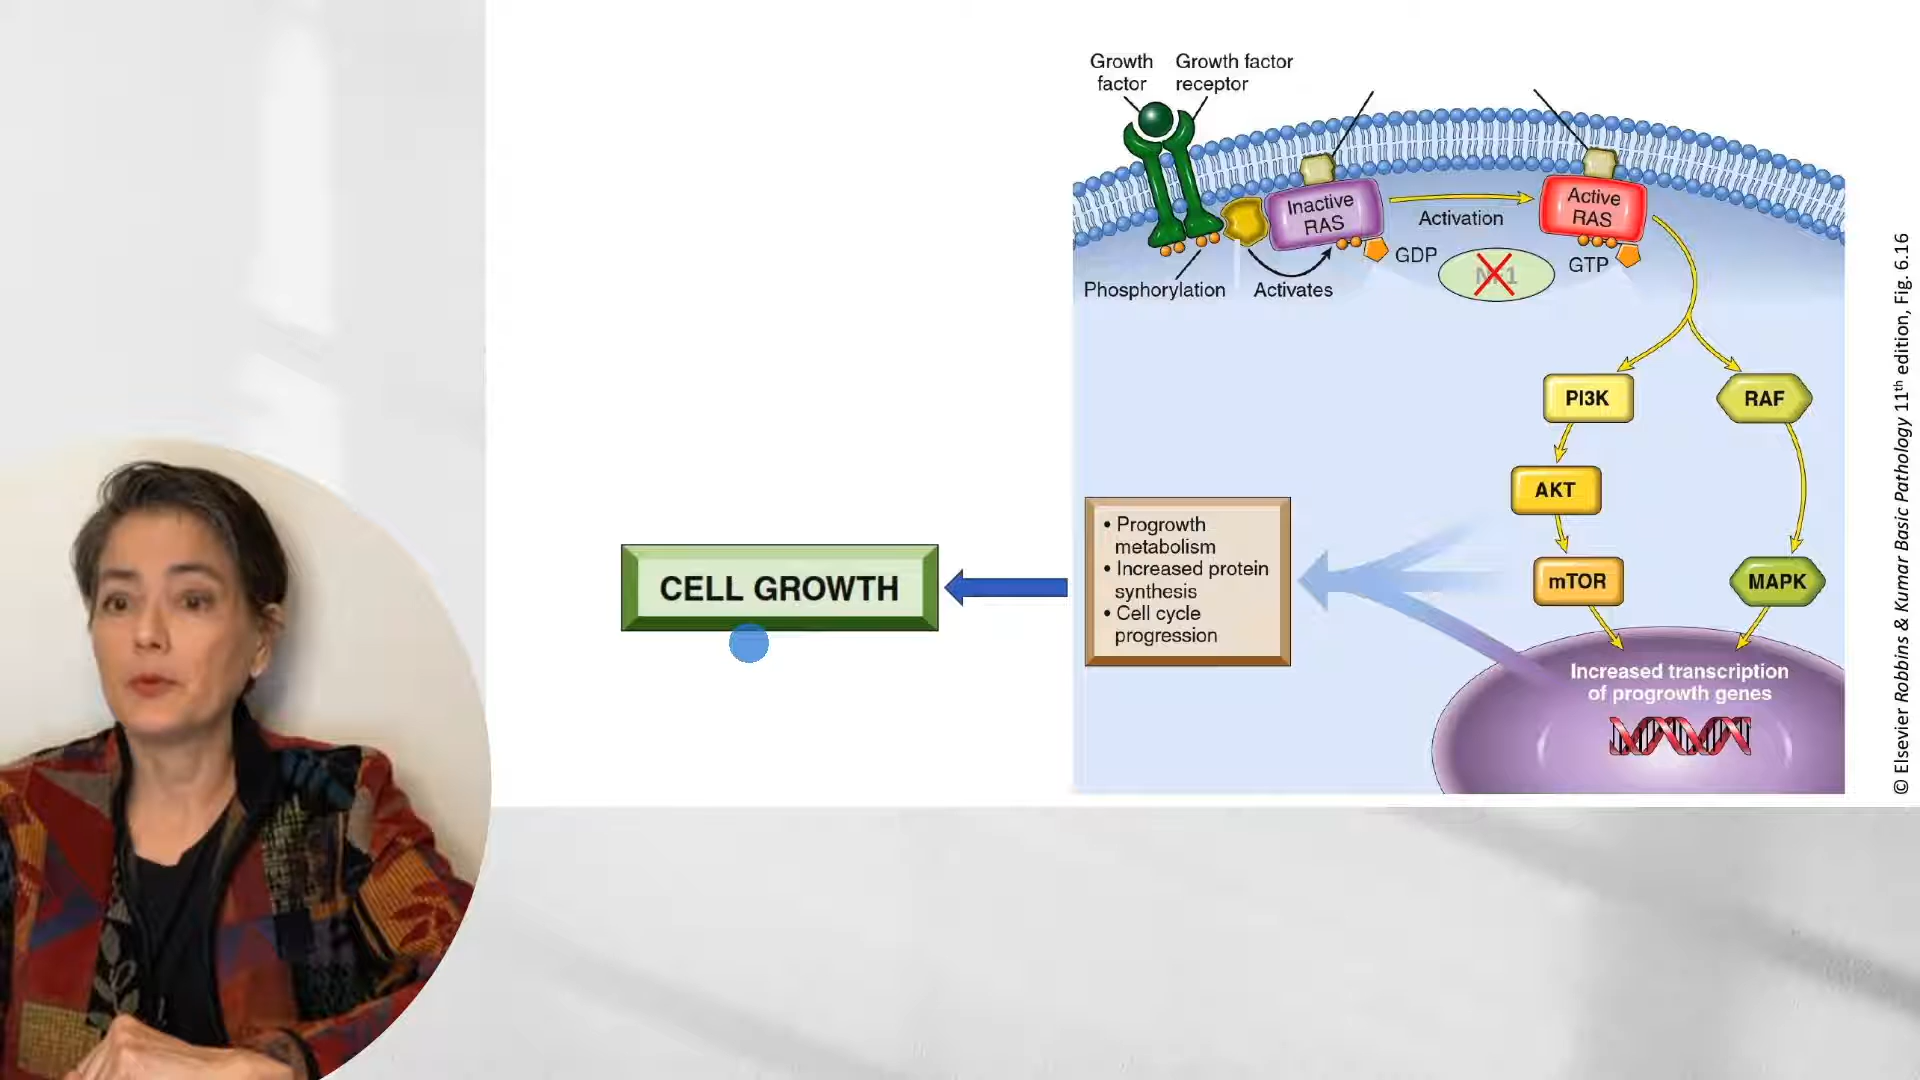 Growth
factor
Growth factor
receptor
Inactive
RAS
Activation
Active
RAS
GDP
GTP
Phosphorylation
Activates
PI3K
RAF
AKT
mTOR
MAPK
• Progrowth
metabolism
• Increased protein
synthesis
• Cell cycle
progression
CELL GROWTH
Increased transcription
of progrowth genes
© Elsevier Robbins & Kumar Basic Pathology 11th edition, Fig. 6.16